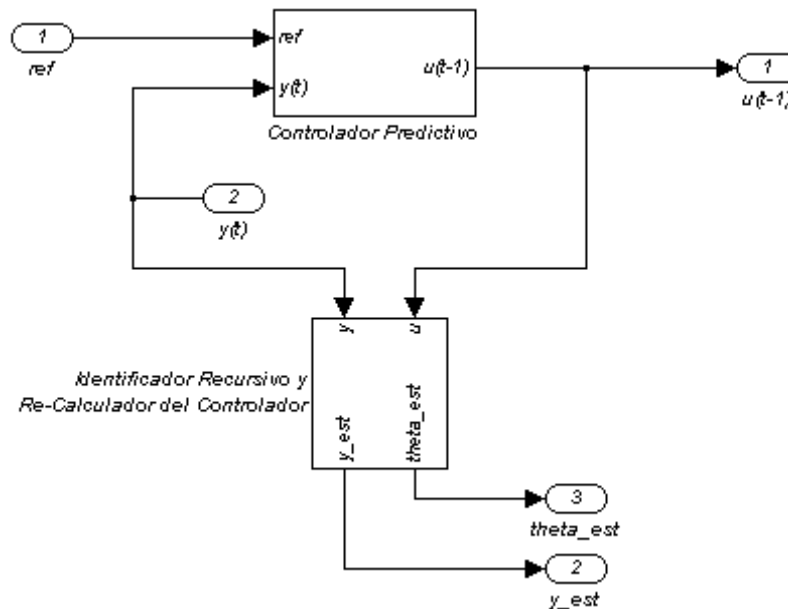 1
ref
ref
y(t)
u(t-1)
Controlador Predictivo
1
u(t-1)
2
y(t)
y
u
Identificador Recursivo y
Re-Calculador del Controlador
y_est
theta_est
3
theta_est
2
y_est